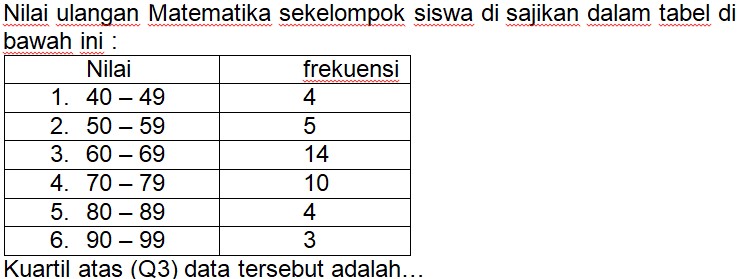 Nilai ulangan Matematika sekelompok siswa di sajikan dalam tabel di
bawah ini :
Nilai frekuensi
1. 40 – 49 4
2. 50 – 59 5
3. 60 – 69 14
4. 70 – 79 10
5. 80 – 89 4
6. 90 – 99 3
Kuartil atas (Q3) data tersebut adalah…